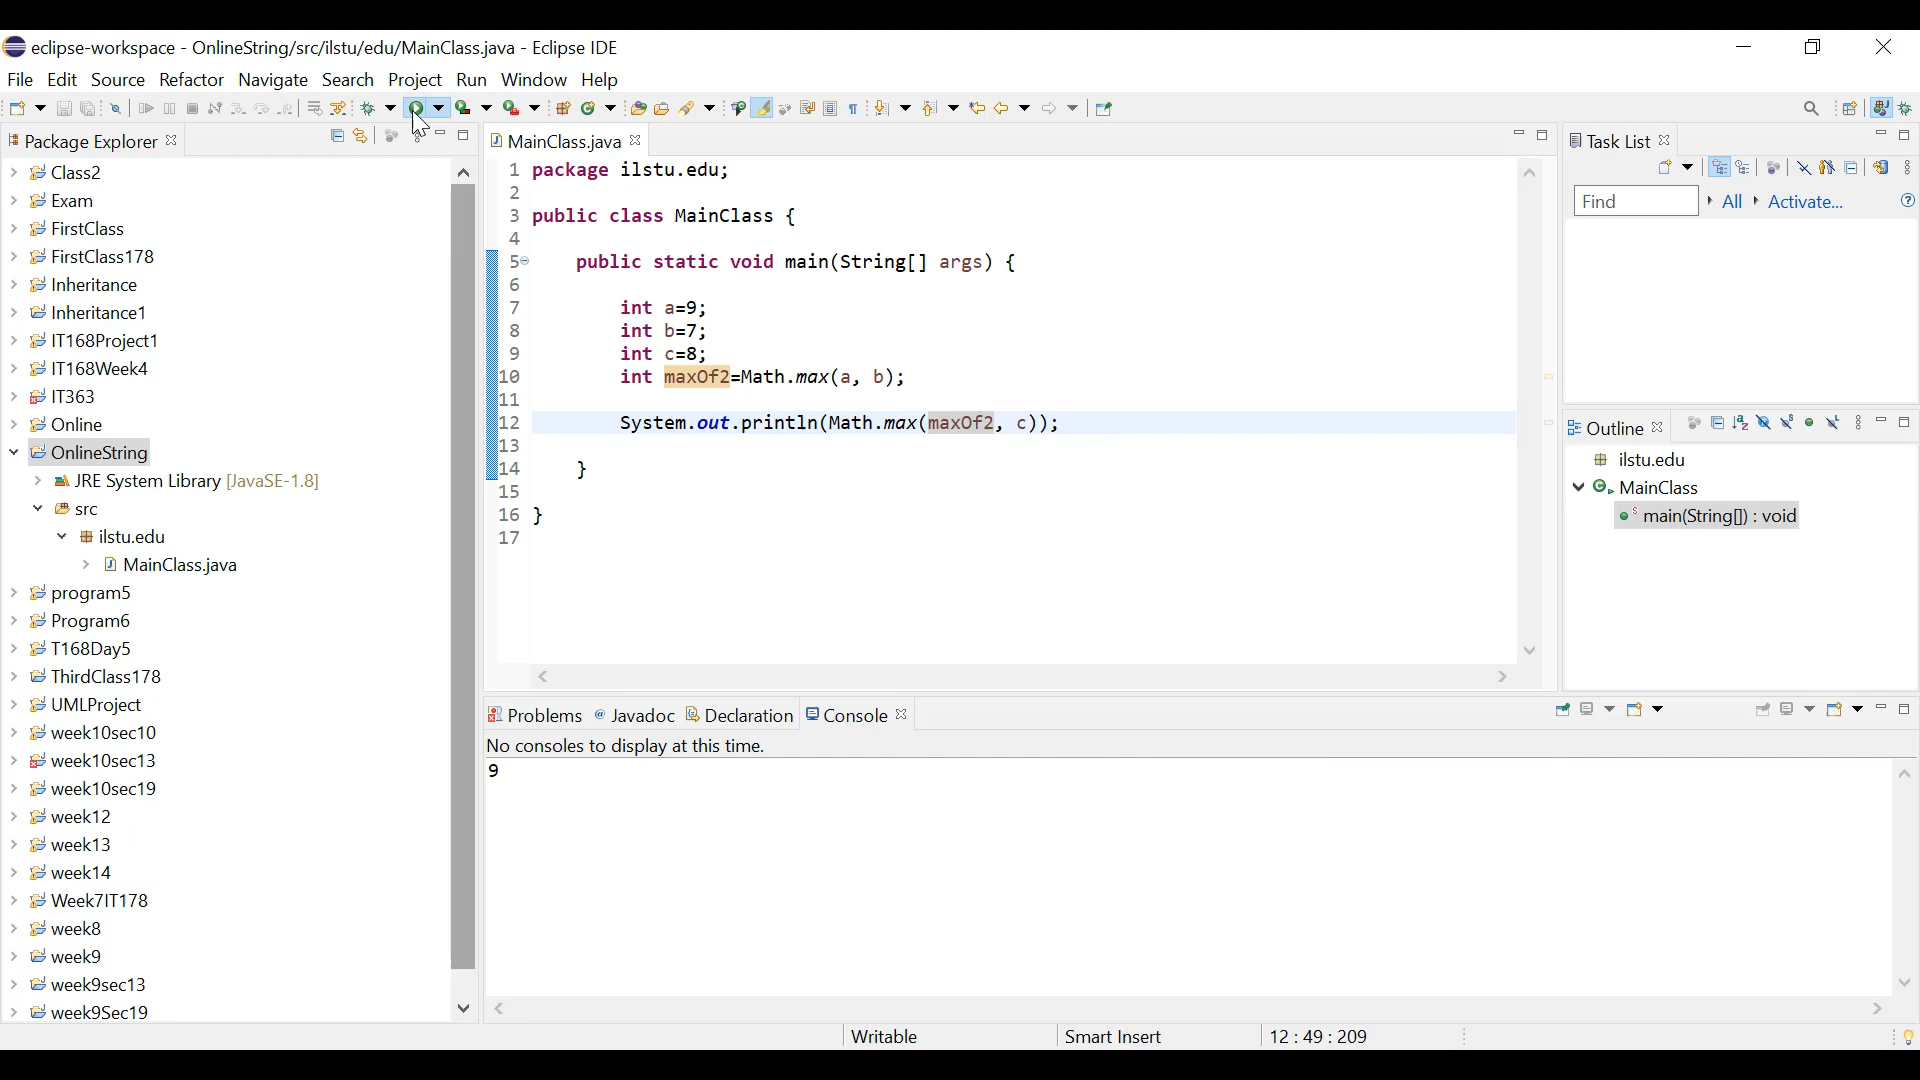 eclipse-workspace - OnlineString/src/ilstu/edu/MainClass.java - Eclipse IDE
File Edit Source Refactor Navigate Search Project Run Window Help
Package Explorer
Class2
Exam
FirstClass
FirstClass178
Inheritance
Inheritance1
IT168Project1
IT168Week4
IT363
Online
OnlineString
JRE System Library [JavaSE-1.8]
src
ilstu.edu
MainClass.java
program5
Program6
T168Day5
ThirdClass178
UMLProject
week10sec10
week10sec13
week10sec19
week12
week13
week14
Week7IT178
week8
week9
week9sec13
week9Sec19
MainClass.java
1 package ilstu.edu;
2
3 public class MainClass {
4
5 public static void main(String[] args) {
6
7 int a=9;
8 int b=7;
9 int c=8;
10 int maxOf2=Math.max(a, b);
11
12 System.out.println(Math.max(maxOf2, c));
13
14 }
15
16 }
17
Task List
Find All Activate...
Outline
ilstu.edu
MainClass
main(String[]) : void
Problems @ Javadoc Declaration Console
No consoles to display at this time.
9
Writable Smart Insert 12 : 49 : 209